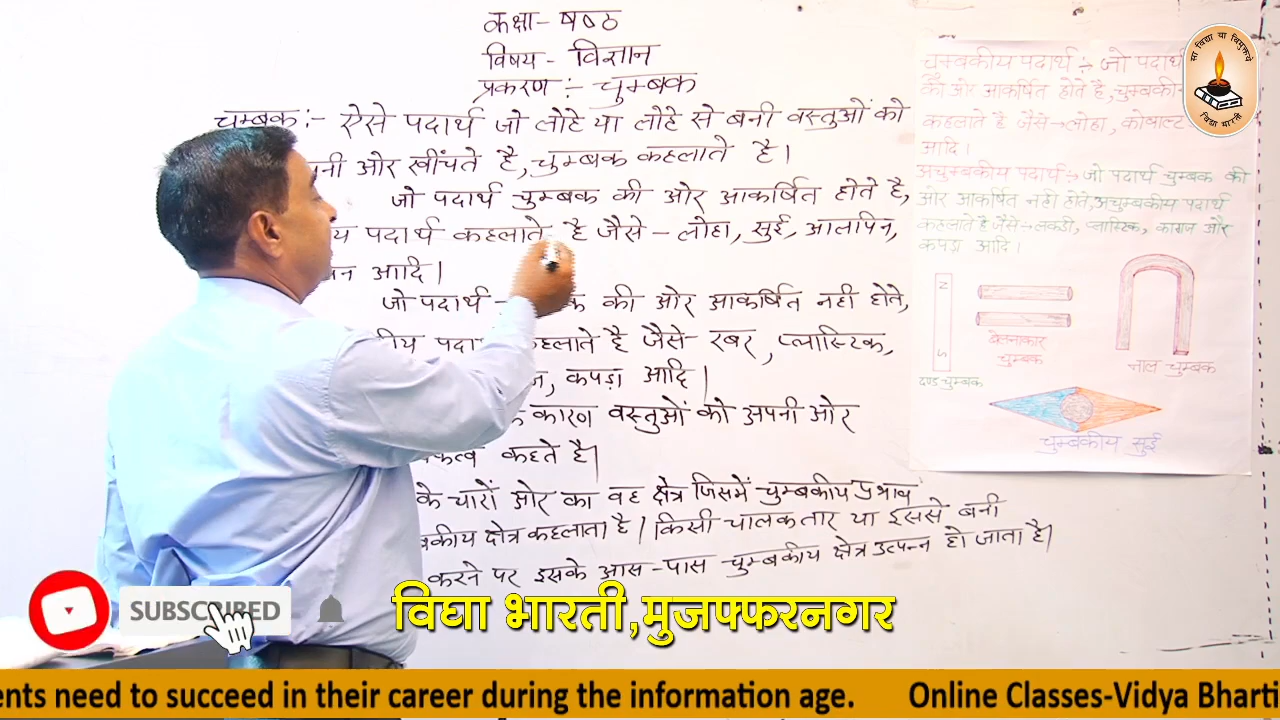 कक्षा- षष्ठ
विषय- विज्ञान
प्रकरण :- चुम्बक
चुम्बक:- ऐसे पदार्थ जो लोहे या लोहे से बनी वस्तुओं को
नी ओर खींचते है, चुम्बक कहलाते है।
जो पदार्थ चुम्बक की ओर आकर्षित होते है,
य पदार्थ कहलाते है जैसे - लोहा, सुई, आलपिन,
आदि।
जो पदार्थ की ओर आकर्षित नही होते,
ीय पदा कहलाते है जैसे- रबर, प्लास्टिक,
कपड़ा आदि।
कारण वस्तुओं को अपनी ओर
कत्व कहते है।
के चारों ओर का वह क्षेत्र जिसमें चुम्बकीय प्रभाव
कीय क्षेत्र कहलाता है। किसी चालक तार या इससे बनी
करने पर इसके आस-पास चुम्बकीय क्षेत्र उत्पन्न हो जाता है।
चुम्बकीय पदार्थ :- जो पदार्थ
की ओर आकर्षित होते है, चुम्बकी
कहलाते है जैसे→लोहा, कोबाल्ट
आदि।
अचुम्बकीय पदार्थ :- जो पदार्थ चुम्बक की
ओर आकर्षित नही होते, अचुम्बकीय पदार्थ
कहलाते है जैसे→लकडी, प्लास्टिक, कागज और
कपड़ा आदि।
N
S
दण्ड चुम्बक
बेलनाकार
चुम्बक
नाल चुम्बक
चुम्बकीय सुई
सा विद्या या विमुक्तये
विद्या भारती
SUBSCRIBED
विद्या भारती,मुजफ्फरनगर
ents need to succeed in their career during the information age. Online Classes-Vidya Bharti